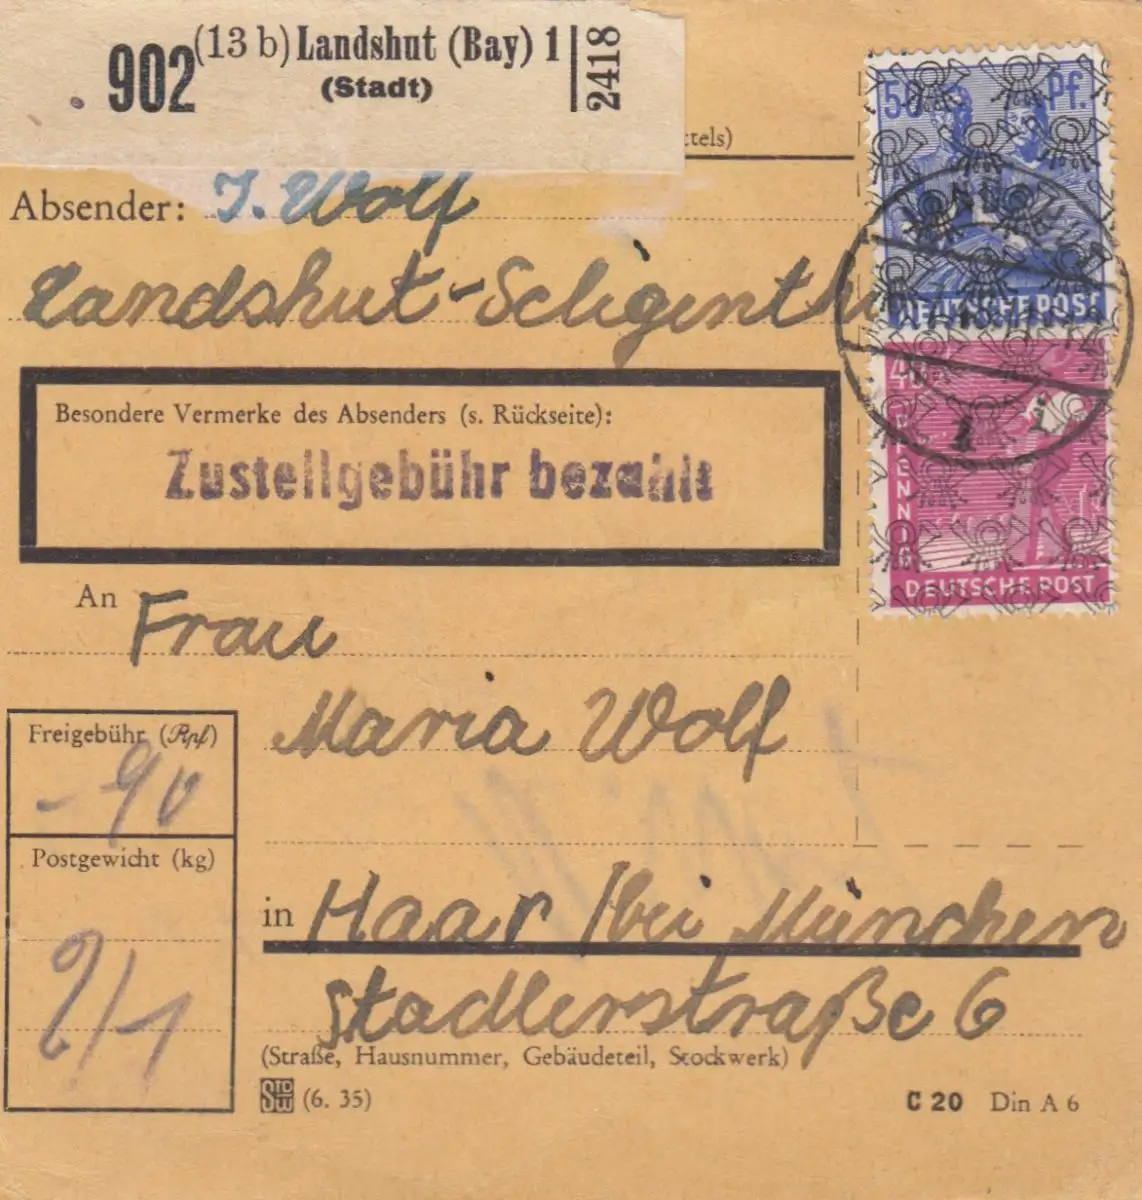 902 (13 b) Landshut (Bay) 1
(Stadt)
2418
ttels)
Absender: J. Wolf
Landshut-Seligenth
Besondere Vermerke des Absenders (s. Rückseite):
Zustellgebühr bezahlt
50 Pf.
DEUTSCHE POST
40
PFENNIG
DEUTSCHE POST
An Frau
Maria Wolf
Freigebühr (Rpf)
- 90
Postgewicht (kg)
in Haar / bei München
Stadlerstraße 6
(Straße, Hausnummer, Gebäudeteil, Stockwerk)
(6. 35)
C 20 Din A 6